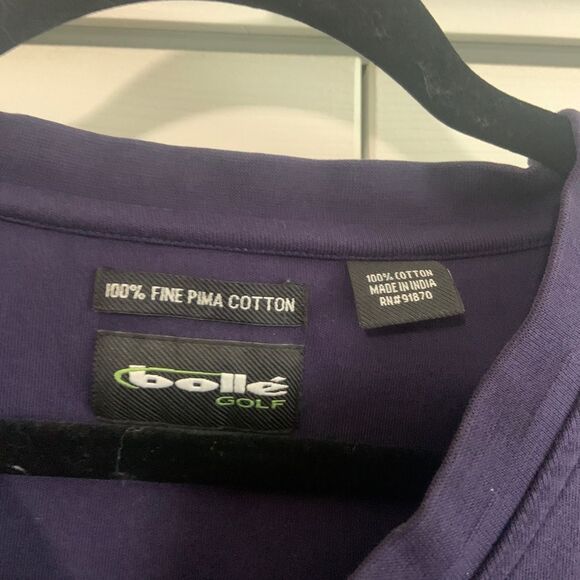 100% FINE PIMA COTTON
bollé
GOLF
100% COTTON
MADE IN INDIA
RN#91870